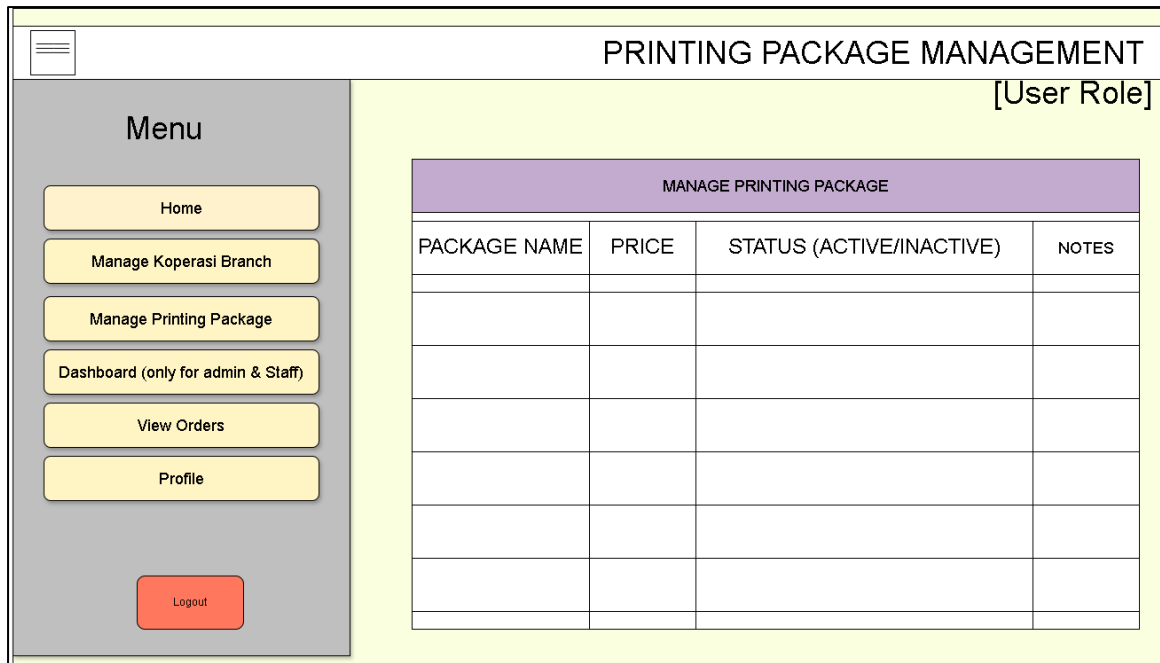 PRINTING PACKAGE MANAGEMENT
[User Role]
Menu
Home
Manage Koperasi Branch
Manage Printing Package
Dashboard (only for admin & Staff)
View Orders
Profile
Logout
MANAGE PRINTING PACKAGE
PACKAGE NAME PRICE STATUS (ACTIVE/INACTIVE) NOTES